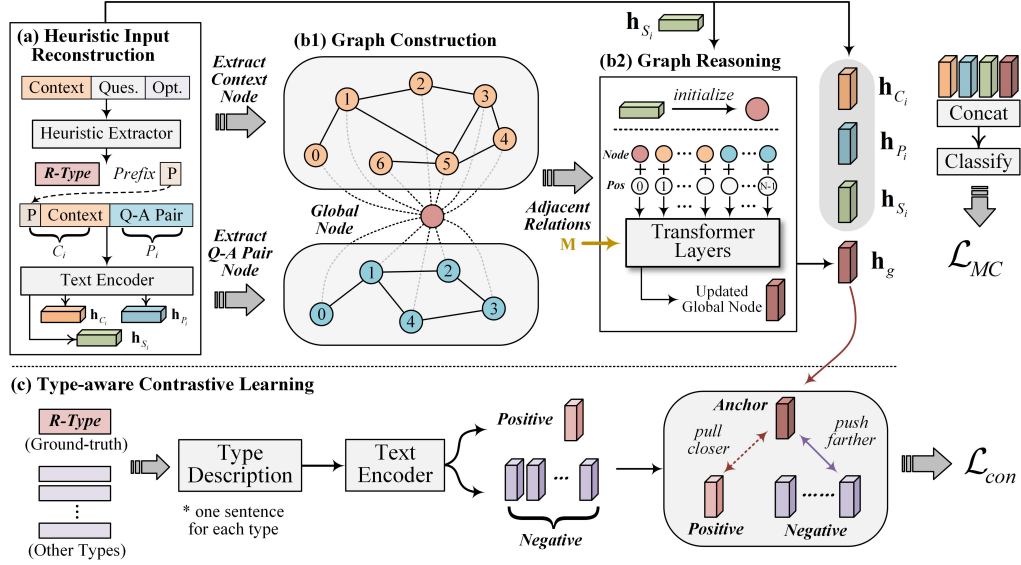 (a) Heuristic Input
Reconstruction
Context Ques. Opt.
Heuristic Extractor
R-Type Prefix P
P Context Q-A Pair
C_i P_i
Text Encoder
h_{C_i} h_{P_i}
h_{S_i}
Extract
Context
Node
Extract
Q-A Pair
Node
(b1) Graph Construction
0 1 2 3 4 5 6
Global
Node
0 1 2 3 4
Adjacent
Relations
M
h_{S_i}
(b2) Graph Reasoning
initialize
Node ... ...
+ + + + +
Pos 0 1 ... ... N-1
Transformer
Layers
Updated
Global Node
h_{C_i}
h_{P_i}
h_{S_i}
h_g
Concat
Classify
ℒ_{MC}
(c) Type-aware Contrastive Learning
R-Type
(Ground-truth)
⋮
(Other Types)
Type
Description
* one sentence
for each type
Text
Encoder
Positive
...
Negative
Anchor
pull
closer
push
farther
......
Positive
Negative
ℒ_{con}